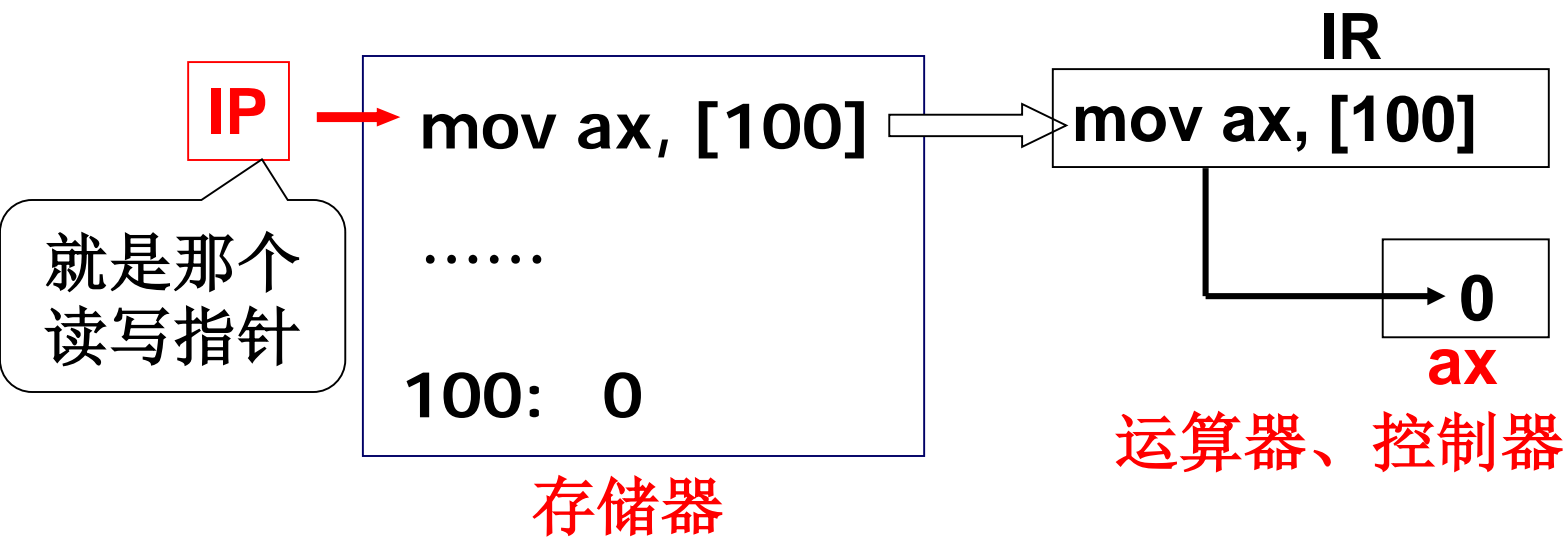 IP
就是那个
读写指针
mov ax, [100]
......
100: 0
存储器
IR
mov ax, [100]
0
ax
运算器、控制器